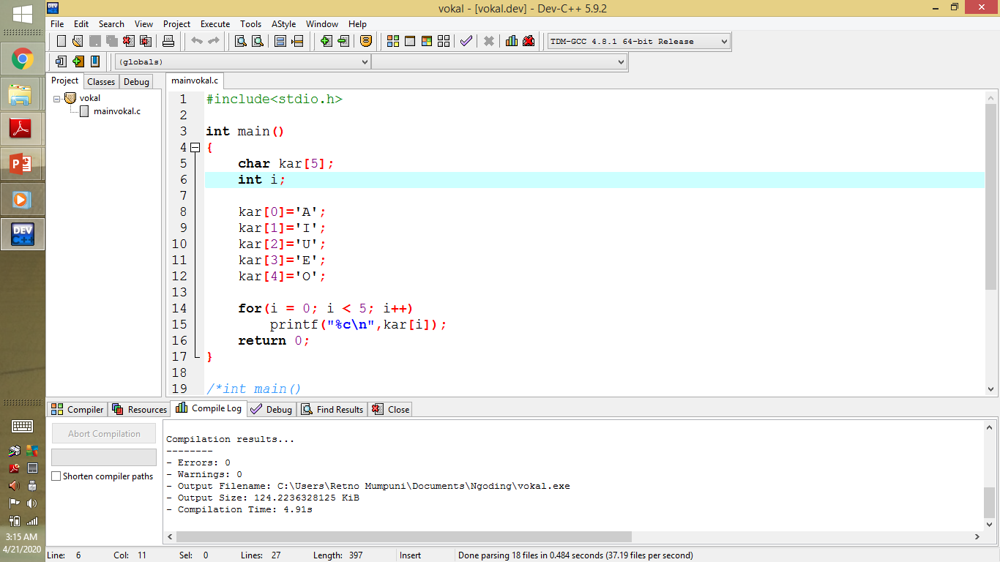 vokal - [vokal.dev] - Dev-C++ 5.9.2
File Edit Search View Project Execute Tools AStyle Window Help
TDM-GCC 4.8.1 64-bit Release
(globals)
Project Classes Debug
mainvokal.c
vokal
mainvokal.c
1 #include<stdio.h>
2
3 int main()
4 {
5 char kar[5];
6 int i;
7
8 kar[0]='A';
9 kar[1]='I';
10 kar[2]='U';
11 kar[3]='E';
12 kar[4]='O';
13
14 for(i = 0; i < 5; i++)
15 printf("%c\n",kar[i]);
16 return 0;
17 }
18
19 /*int main()
Compiler Resources Compile Log Debug Find Results Close
Abort Compilation
Shorten compiler paths
Compilation results...
--------
- Errors: 0
- Warnings: 0
- Output Filename: C:\Users\Retno Mumpuni\Documents\Ngoding\vokal.exe
- Output Size: 124.2236328125 KiB
- Compilation Time: 4.91s
DEV
C++
3:15 AM
4/21/2020
Line: 6 Col: 11 Sel: 0 Lines: 27 Length: 397 Insert Done parsing 18 files in 0.484 seconds (37.19 files per second)